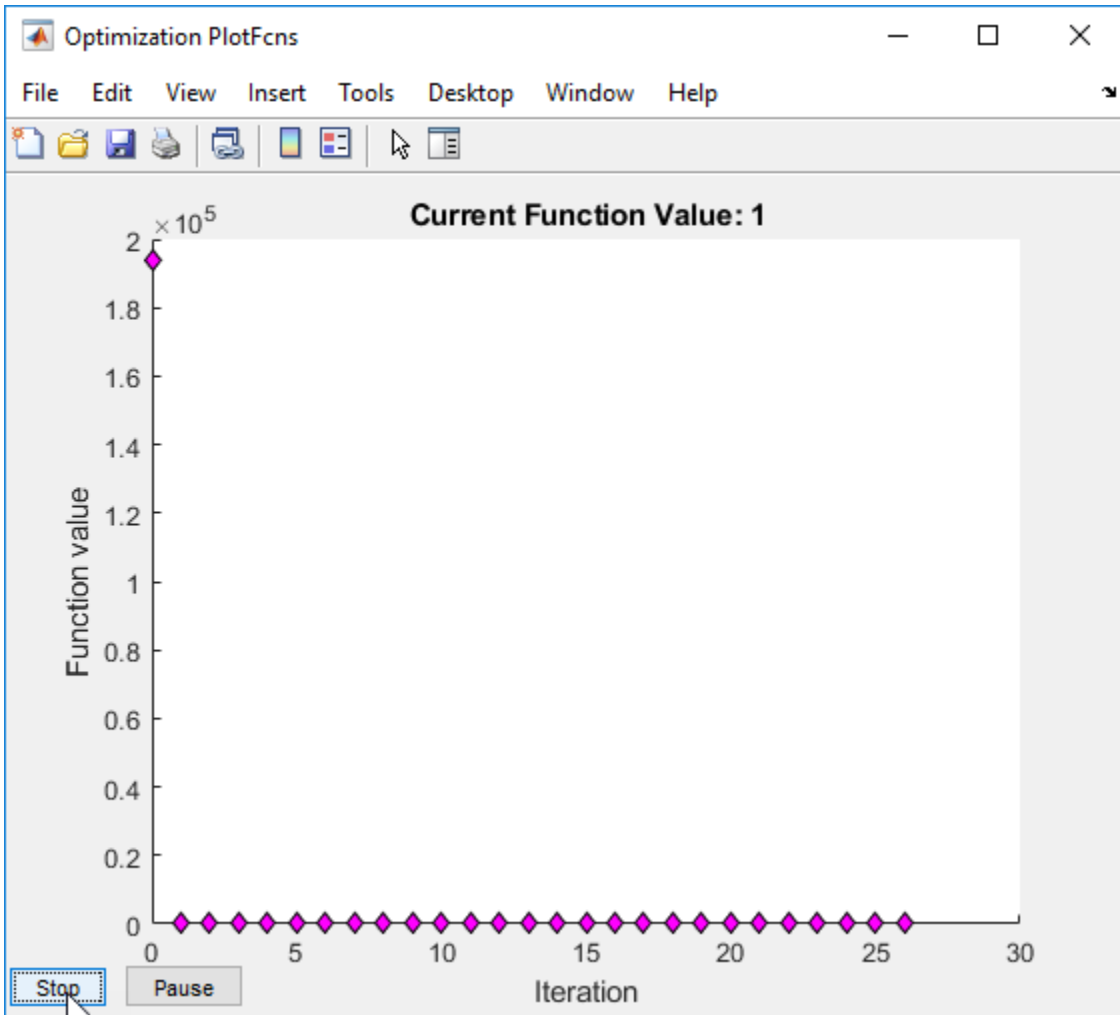 Optimization PlotFcns
File Edit View Insert Tools Desktop Window Help
Current Function Value: 1
×10^5
2
1.8
1.6
1.4
1.2
1
0.8
0.6
0.4
0.2
0
Function value
0 5 10 15 20 25 30
Iteration
Stop Pause